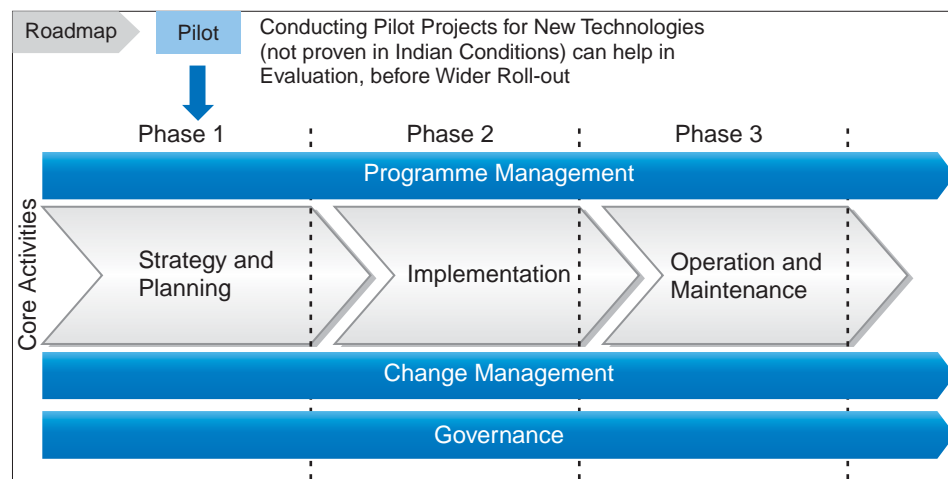 Roadmap
Pilot
Conducting Pilot Projects for New Technologies
(not proven in Indian Conditions) can help in
Evaluation, before Wider Roll-out
Phase 1
Phase 2
Phase 3
Programme Management
Core Activities
Strategy and
Planning
Implementation
Operation and
Maintenance
Change Management
Governance